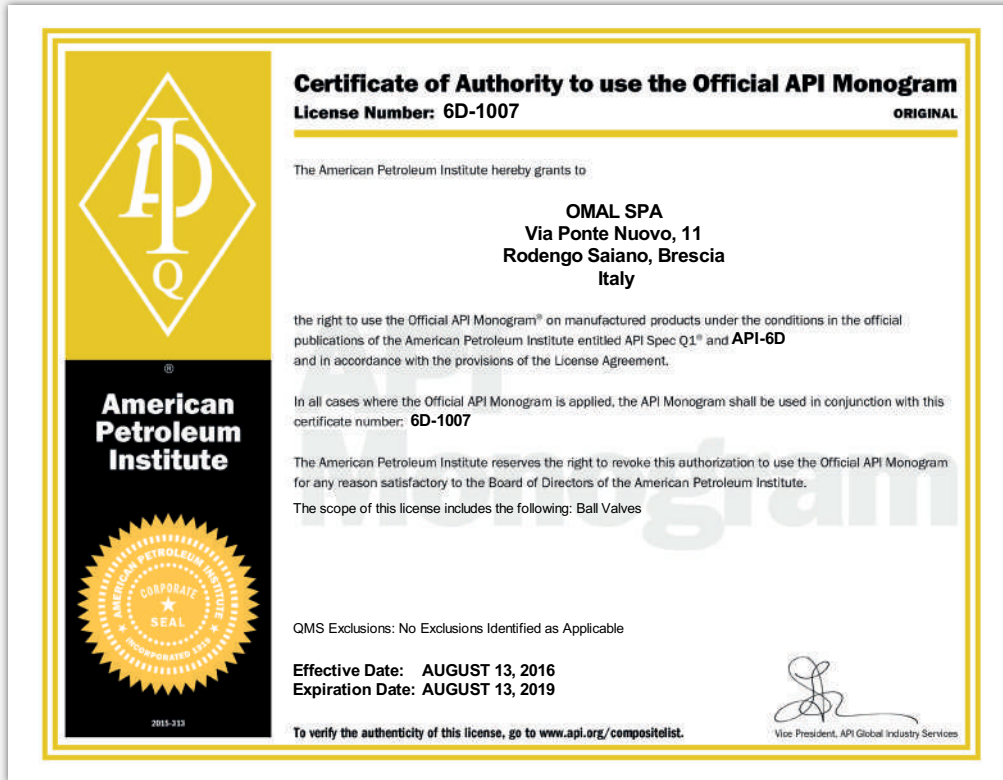 Certificate of Authority to use the Official API Monogram
License Number: 6D-1007
ORIGINAL
The American Petroleum Institute hereby grants to
OMAL SPA
Via Ponte Nuovo, 11
Rodengo Saiano, Brescia
Italy
the right to use the Official API Monogram® on manufactured products under the conditions in the official
publications of the American Petroleum Institute entitled API Spec Q1® and API-6D
and in accordance with the provisions of the License Agreement.
In all cases where the Official API Monogram is applied, the API Monogram shall be used in conjunction with this
certificate number: 6D-1007
The American Petroleum Institute reserves the right to revoke this authorization to use the Official API Monogram
for any reason satisfactory to the Board of Directors of the American Petroleum Institute.
The scope of this license includes the following: Ball Valves
QMS Exclusions: No Exclusions Identified as Applicable
Effective Date: AUGUST 13, 2016
Expiration Date: AUGUST 13, 2019
To verify the authenticity of this license, go to www.api.org/compositelist.
Vice President, API Global Industry Services
API
Monogram
API
Q
®
American
Petroleum
Institute
AMERICAN PETROLEUM INSTITUTE
CORPORATE
SEAL
INCORPORATED 1919
2015-313